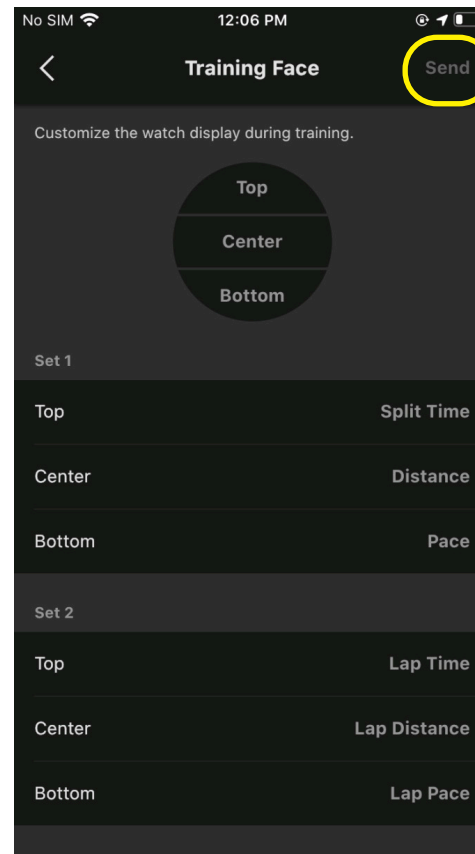 No SIM 12:06 PM
Training Face Send
Customize the watch display during training.
Top
Center
Bottom
Set 1
Top Split Time
Center Distance
Bottom Pace
Set 2
Top Lap Time
Center Lap Distance
Bottom Lap Pace